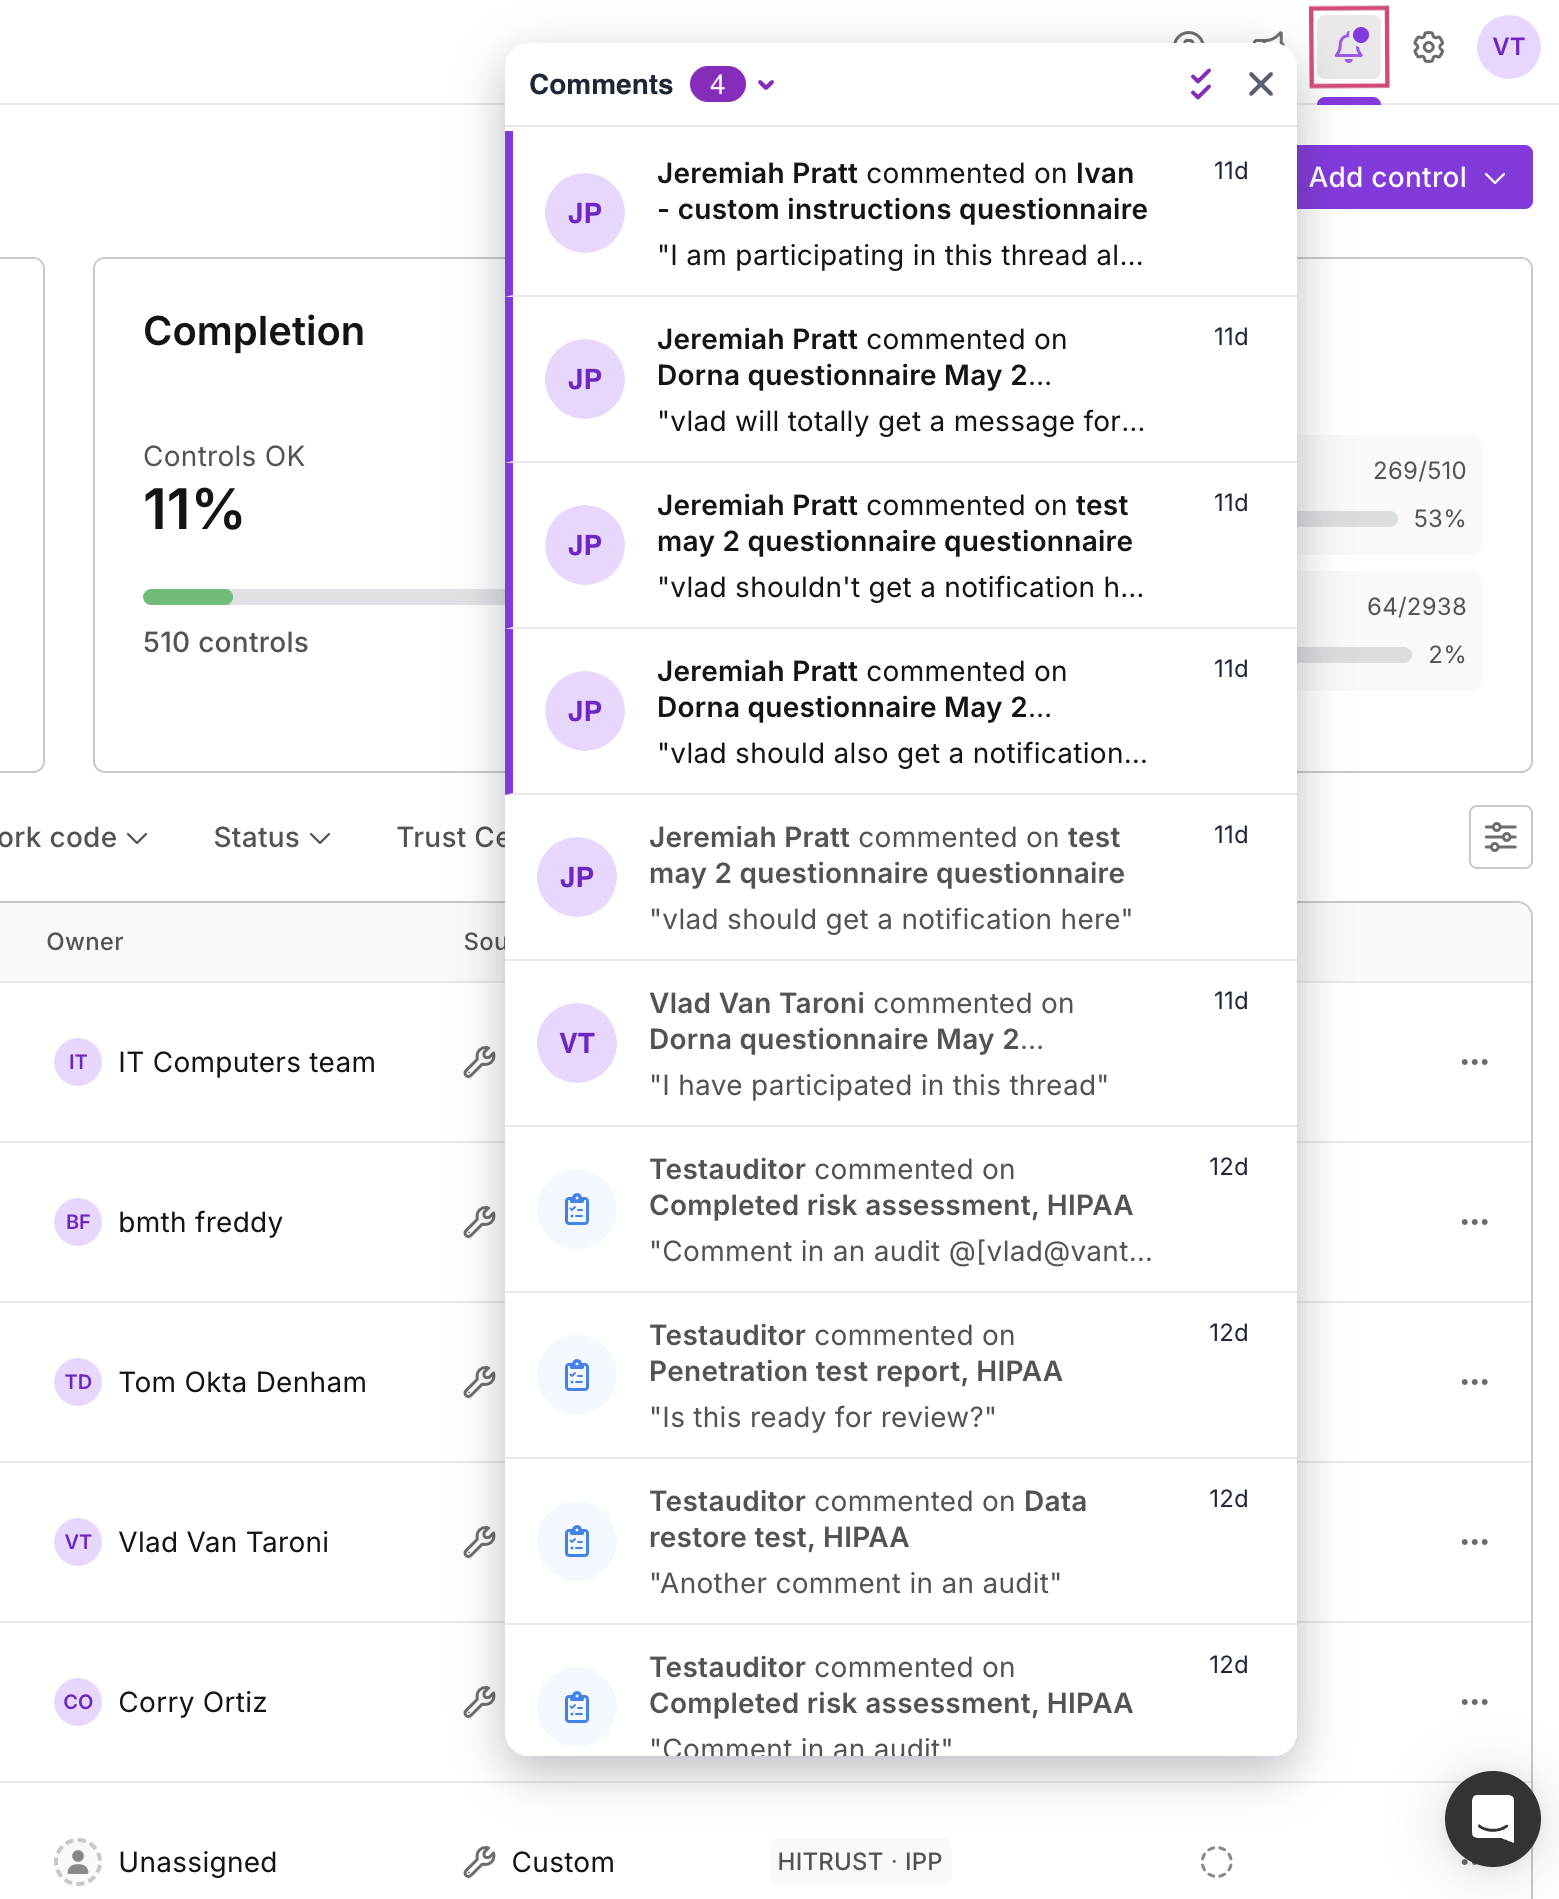 VT
Comments 4
Add control
JP
Jeremiah Pratt commented on Ivan
- custom instructions questionnaire
"I am participating in this thread al...
11d
JP
Jeremiah Pratt commented on
Dorna questionnaire May 2...
"vlad will totally get a message for...
11d
JP
Jeremiah Pratt commented on test
may 2 questionnaire questionnaire
"vlad shouldn't get a notification h...
11d
JP
Jeremiah Pratt commented on
Dorna questionnaire May 2...
"vlad should also get a notification...
11d
JP
Jeremiah Pratt commented on test
may 2 questionnaire questionnaire
"vlad should get a notification here"
11d
VT
Vlad Van Taroni commented on
Dorna questionnaire May 2...
"I have participated in this thread"
11d
Testauditor commented on
Completed risk assessment, HIPAA
"Comment in an audit @[vlad@vant...
12d
Testauditor commented on
Penetration test report, HIPAA
"Is this ready for review?"
12d
Testauditor commented on Data
restore test, HIPAA
"Another comment in an audit"
12d
Testauditor commented on
Completed risk assessment, HIPAA
"Comment in an audit"
12d
Completion
Controls OK
11%
510 controls
269/510
53%
64/2938
2%
ork code
Status
Trust Ce
Owner
Sou
IT IT Computers team
BF bmth freddy
TD Tom Okta Denham
VT Vlad Van Taroni
CO Corry Ortiz
Unassigned
Custom
HITRUST · IPP